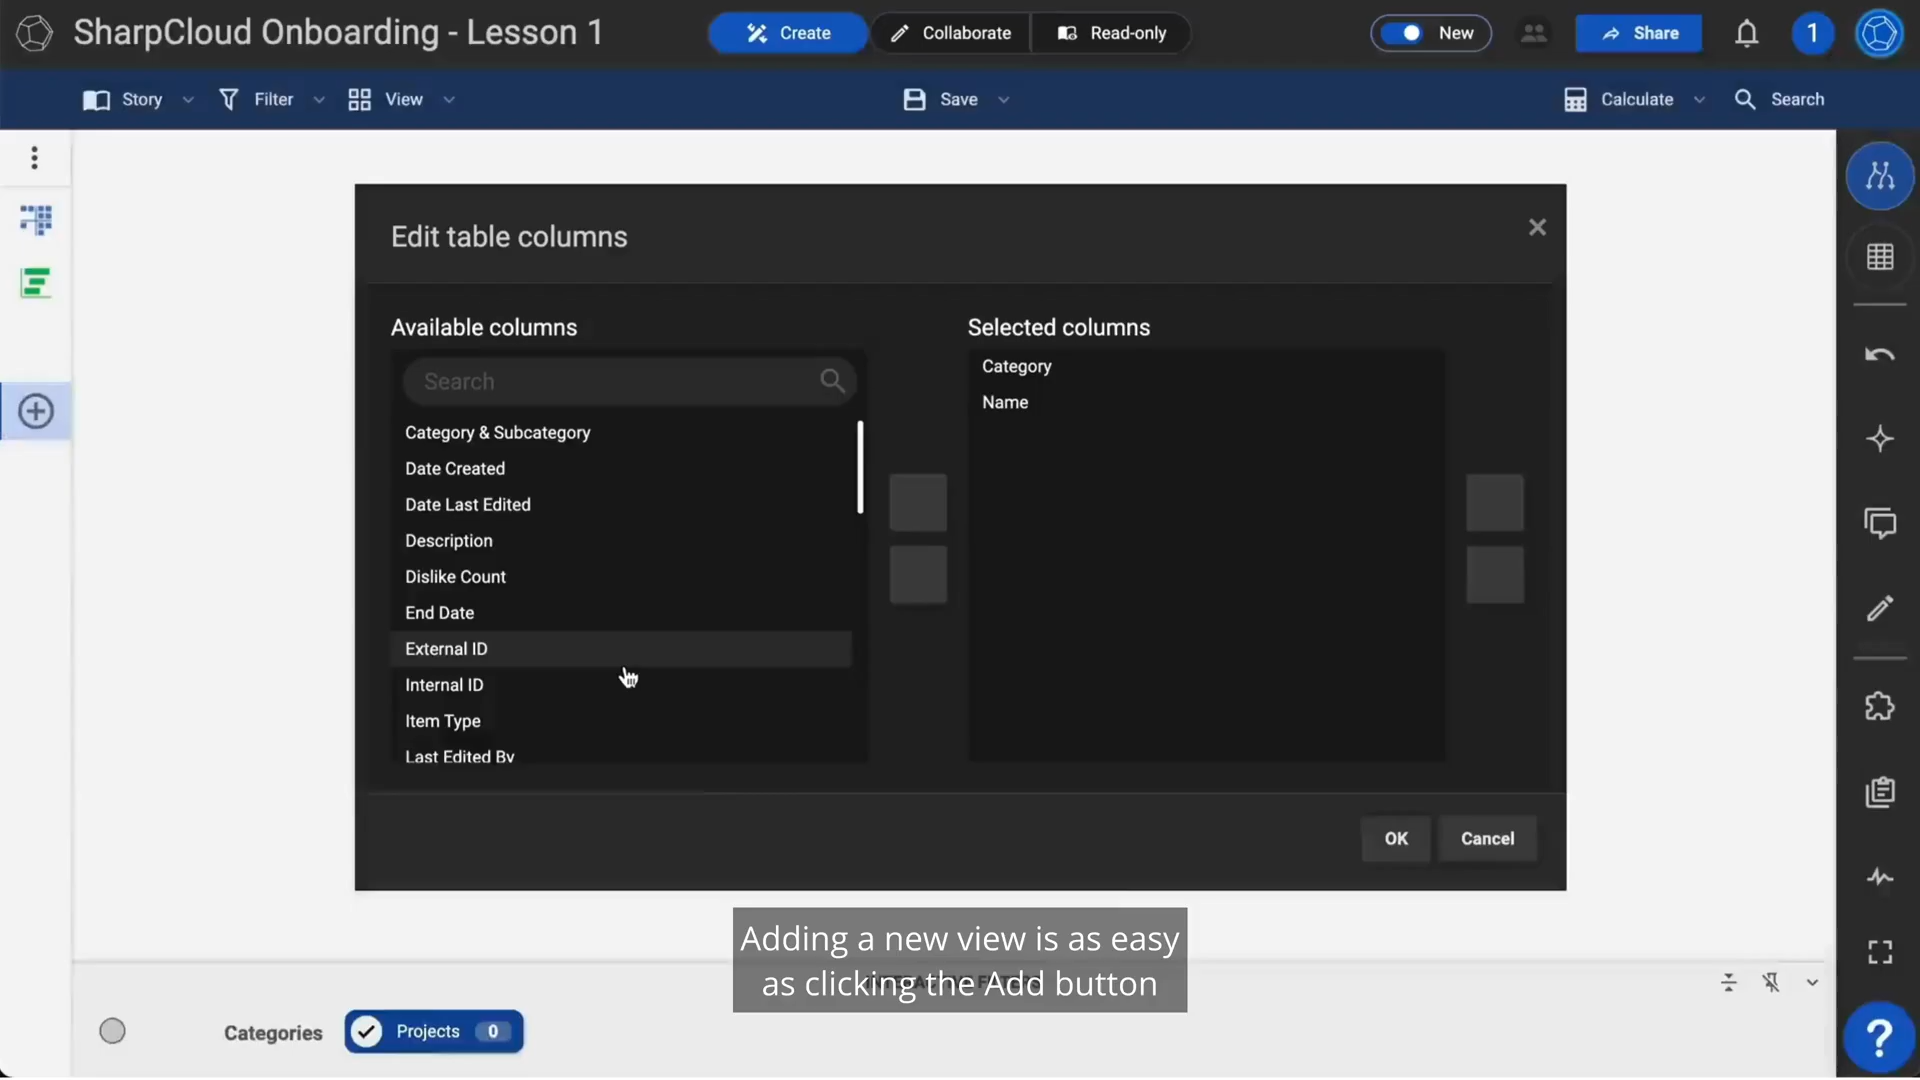 SharpCloud Onboarding - Lesson 1
Create
Collaborate
Read-only
New
Share
1
Story
Filter
View
Save
Calculate
Search
Edit table columns
Available columns
Selected columns
Search
Category & Subcategory
Date Created
Date Last Edited
Description
Dislike Count
End Date
External ID
Internal ID
Item Type
Last Edited By
Category
Name
OK
Cancel
Adding a new view is as easy
as clicking the Add button
Categories
Projects
0
?